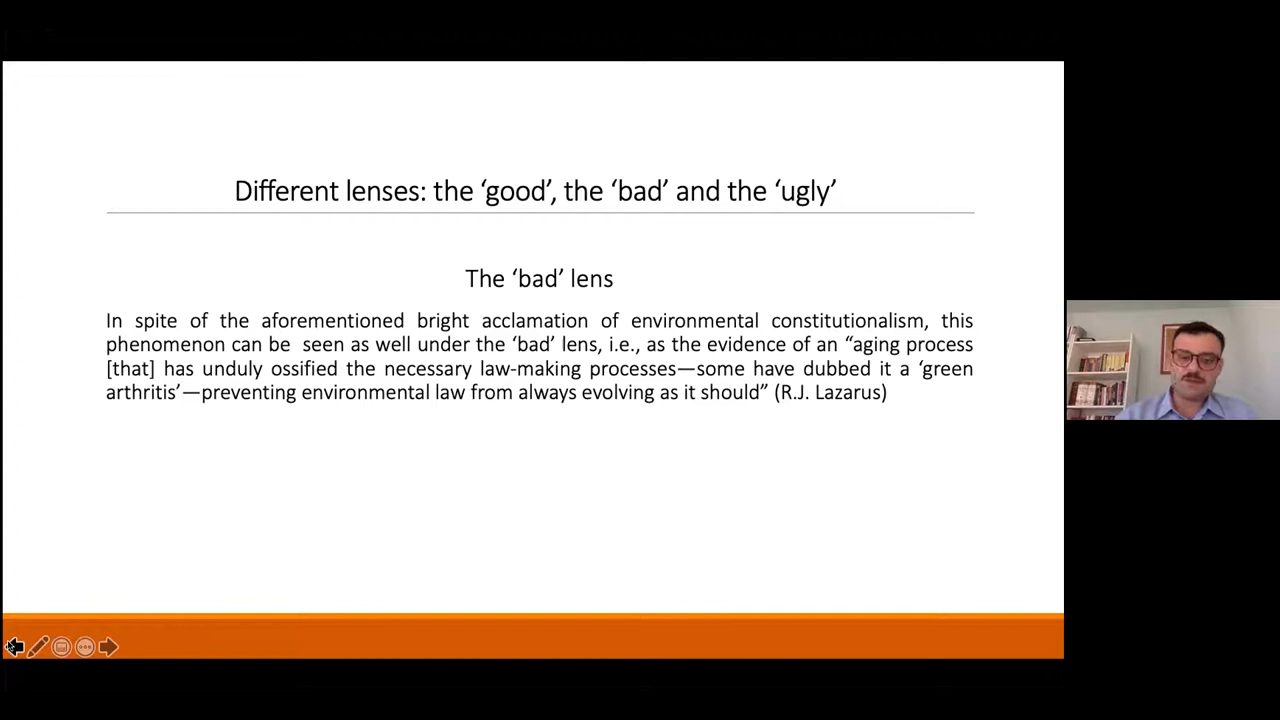 Different lenses: the ‘good’, the ‘bad’ and the ‘ugly’
The ‘bad’ lens
In spite of the aforementioned bright acclamation of environmental constitutionalism, this
phenomenon can be  seen as well under the ‘bad’ lens, i.e., as the evidence of an “aging process
[that] has unduly ossified the necessary law-making processes—some have dubbed it a ‘green
arthritis’—preventing environmental law from always evolving as it should” (R.J. Lazarus)